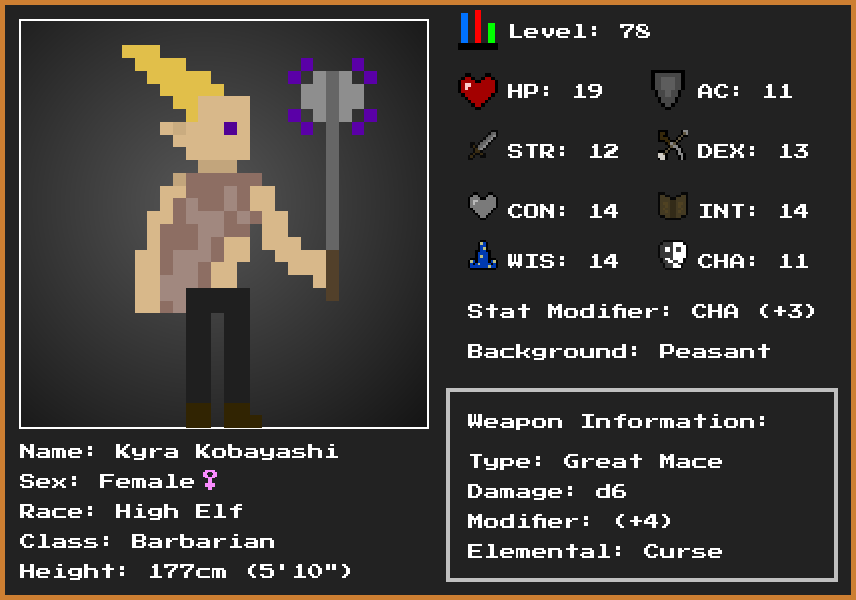 Level: 78
HP: 19
AC: 11
STR: 12
DEX: 13
CON: 14
INT: 14
WIS: 14
CHA: 11
Stat Modifier: CHA (+3)
Background: Peasant
Weapon Information:
Type: Great Mace
Damage: d6
Modifier: (+4)
Elemental: Curse
Name: Kyra Kobayashi
Sex: Female♀
Race: High Elf
Class: Barbarian
Height: 177cm (5'10")